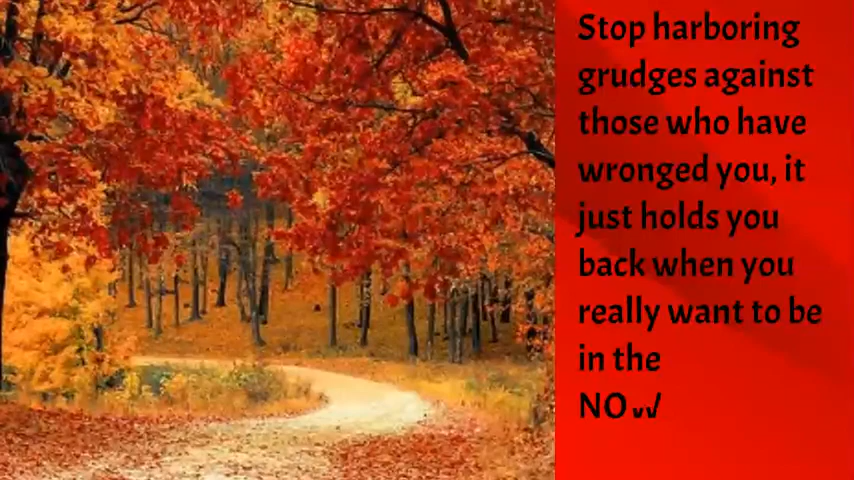 Stop harboring
grudges against
those who have
wronged you, it
just holds you
back when you
really want to be
in the
NOW